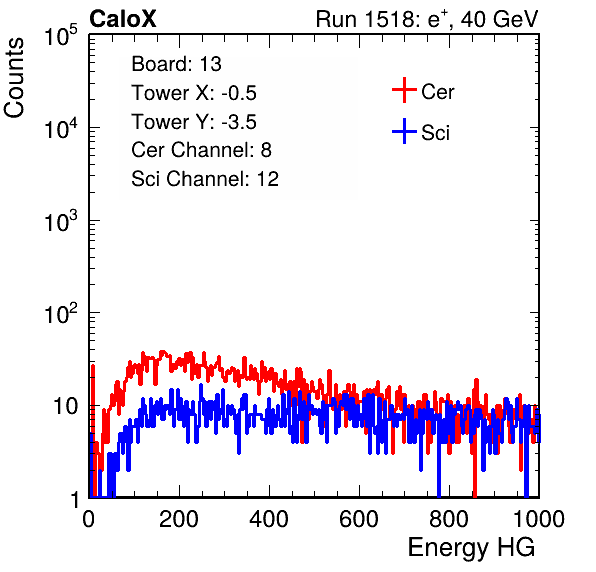 CaloX Run 1518: e⁺, 40 GeV
Counts
10⁵
10⁴
10³
10²
10
1
Board: 13
Tower X: -0.5
Tower Y: -3.5
Cer Channel: 8
Sci Channel: 12
Cer
Sci
0 200 400 600 800 1000
Energy HG